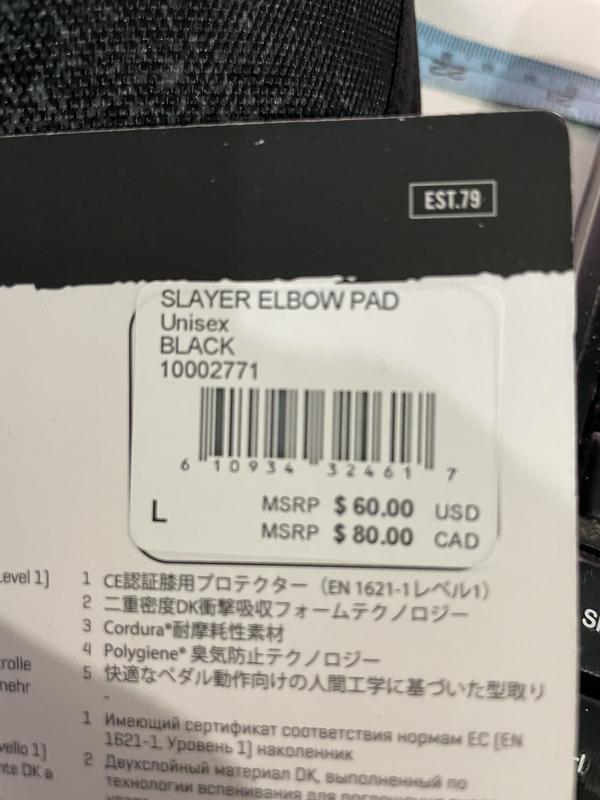 EST.79
SLAYER ELBOW PAD
Unisex
BLACK
10002771
6 10934 32461 7
L
MSRP $ 60.00 USD
MSRP $ 80.00 CAD
Level 1]
1 CE認証膝用プロテクター（EN 1621-1レベル1）
2 二重密度DK衝撃吸収フォームテクノロジー
3 Cordura®耐摩耗性素材
4 Polygiene® 臭気防止テクノロジー
5 快適なペダル動作向けの人間工学に基づいた型取り
-
mehr
1 Имеющий сертификат соответствия нормам ЕС (EN
1621-1, Уровень 1] наколенник
2 Двухслойный материал DK, выполненный по
технологии вспенивания для поглощения